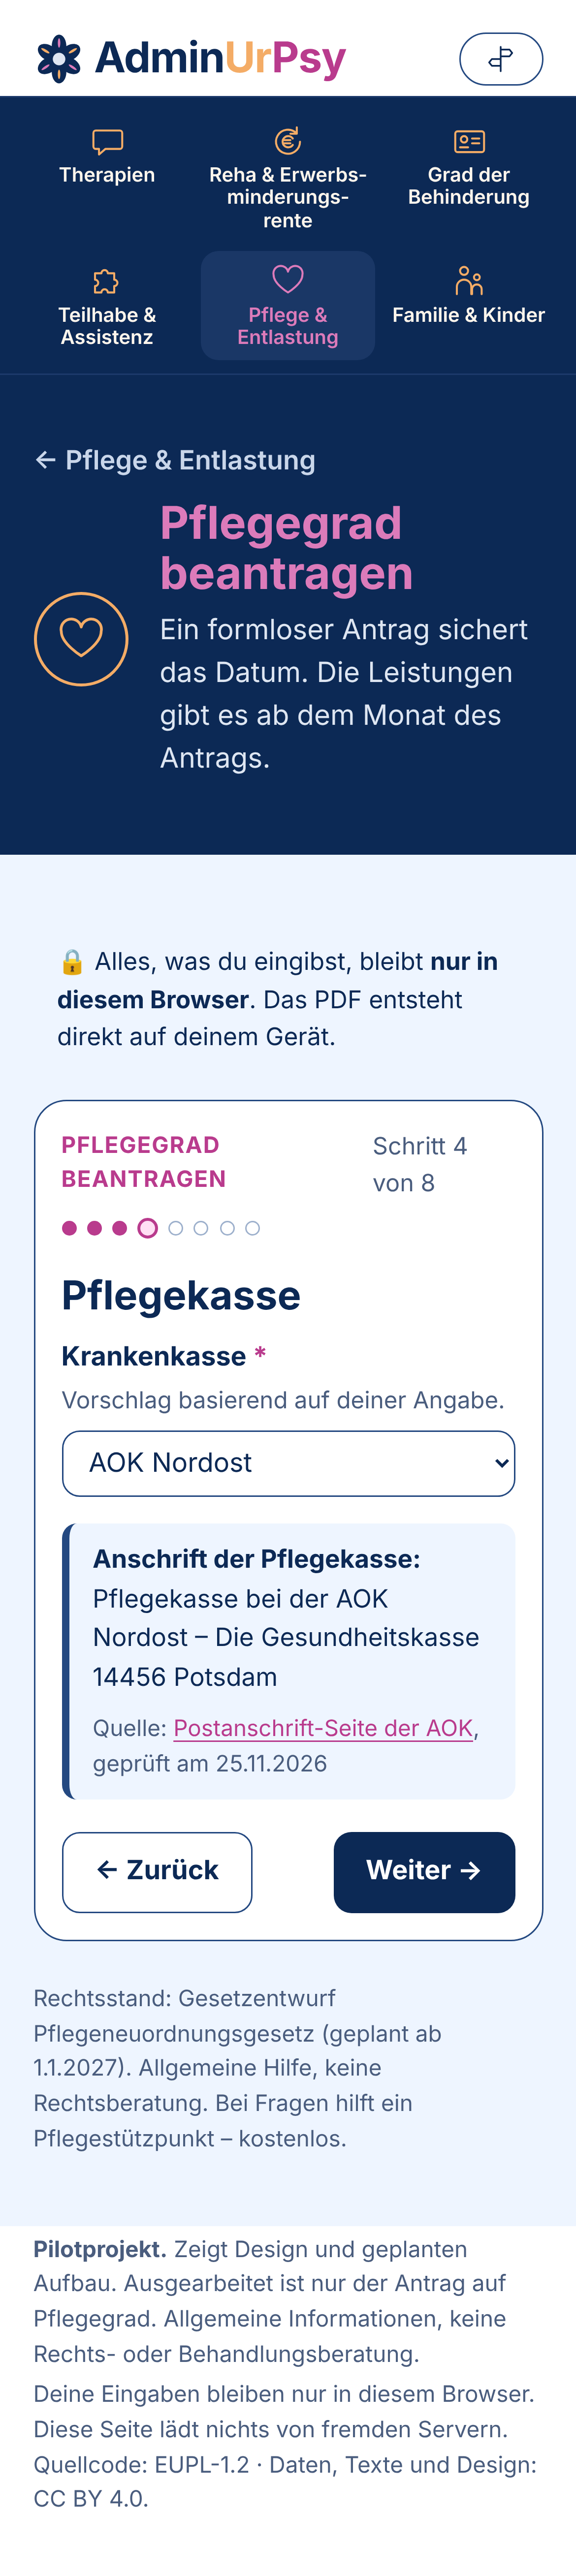 AdminUrPsy
Therapien
Reha & Erwerbs-
minderungs-
rente
Grad der
Behinderung
Teilhabe &
Assistenz
Pflege &
Entlastung
Familie & Kinder
← Pflege & Entlastung
Pflegegrad
beantragen
Ein formloser Antrag sichert
das Datum. Die Leistungen
gibt es ab dem Monat des
Antrags.
🔒 Alles, was du eingibst, bleibt nur in
diesem Browser. Das PDF entsteht
direkt auf deinem Gerät.
PFLEGEGRAD
BEANTRAGEN
Schritt 4
von 8
Pflegekasse
Krankenkasse *
Vorschlag basierend auf deiner Angabe.
AOK Nordost
Anschrift der Pflegekasse:
Pflegekasse bei der AOK
Nordost – Die Gesundheitskasse
14456 Potsdam
Quelle: Postanschrift-Seite der AOK,
geprüft am 25.11.2026
← Zurück
Weiter →
Rechtsstand: Gesetzentwurf
Pflegeneuordnungsgesetz (geplant ab
1.1.2027). Allgemeine Hilfe, keine
Rechtsberatung. Bei Fragen hilft ein
Pflegestützpunkt – kostenlos.
Pilotprojekt. Zeigt Design und geplanten
Aufbau. Ausgearbeitet ist nur der Antrag auf
Pflegegrad. Allgemeine Informationen, keine
Rechts- oder Behandlungsberatung.
Deine Eingaben bleiben nur in diesem Browser.
Diese Seite lädt nichts von fremden Servern.
Quellcode: EUPL-1.2 · Daten, Texte und Design:
CC BY 4.0.